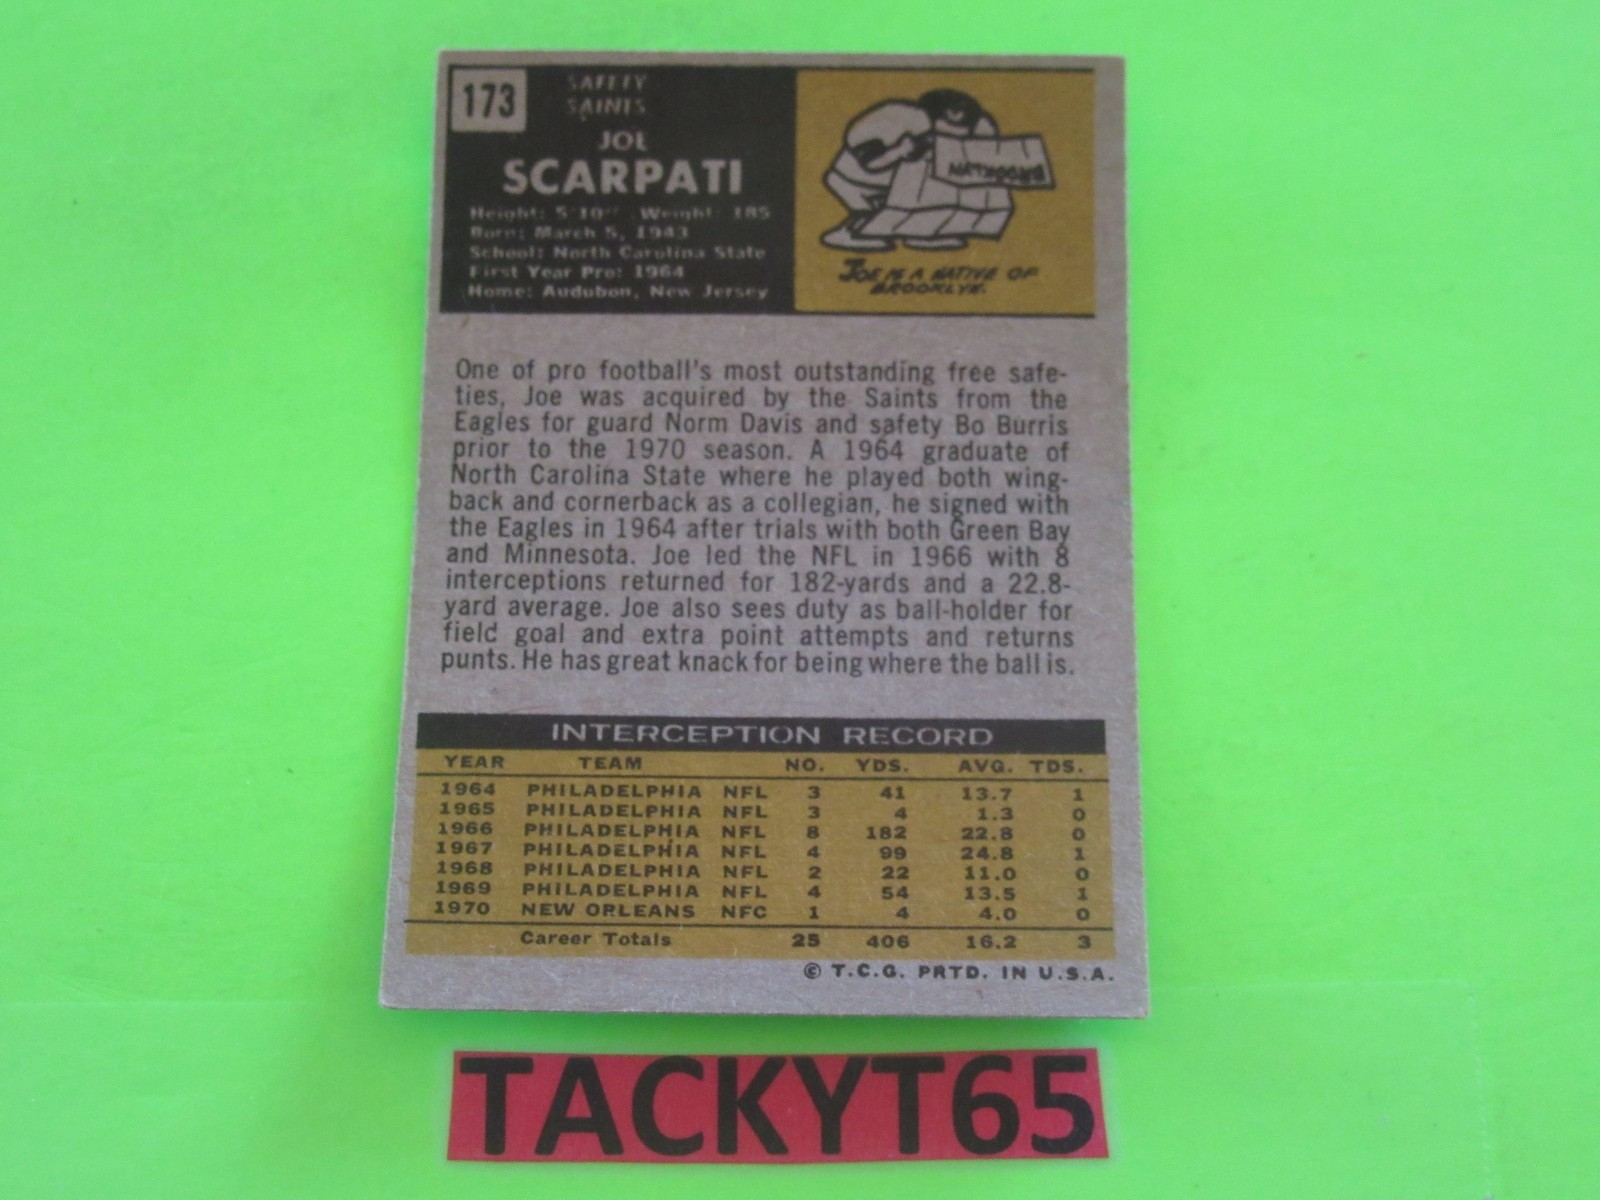 173
SAFETY
SAINTS
JOE
SCARPATI
Height: 5'10" Weight: 185
Born: March 5, 1943
School: North Carolina State
First Year Pro: 1964
Home: Audubon, New Jersey
JOE IS A NATIVE OF
BROOKLYN.
One of pro football's most outstanding free safe-
ties, Joe was acquired by the Saints from the
Eagles for guard Norm Davis and safety Bo Burris
prior to the 1970 season. A 1964 graduate of
North Carolina State where he played both wing-
back and cornerback as a collegian, he signed with
the Eagles in 1964 after trials with both Green Bay
and Minnesota. Joe led the NFL in 1966 with 8
interceptions returned for 182-yards and a 22.8-
yard average. Joe also sees duty as ball-holder for
field goal and extra point attempts and returns
punts. He has great knack for being where the ball is.
INTERCEPTION RECORD
YEAR TEAM NO. YDS. AVG. TDS.
1964 PHILADELPHIA NFL 3 41 13.7 1
1965 PHILADELPHIA NFL 3 4 1.3 0
1966 PHILADELPHIA NFL 8 182 22.8 0
1967 PHILADELPHIA NFL 4 99 24.8 1
1968 PHILADELPHIA NFL 2 22 11.0 0
1969 PHILADELPHIA NFL 4 54 13.5 1
1970 NEW ORLEANS NFC 1 4 4.0 0
Career Totals 25 406 16.2 3
© T.C.G. PRTD. IN U.S.A.
TACKYT65